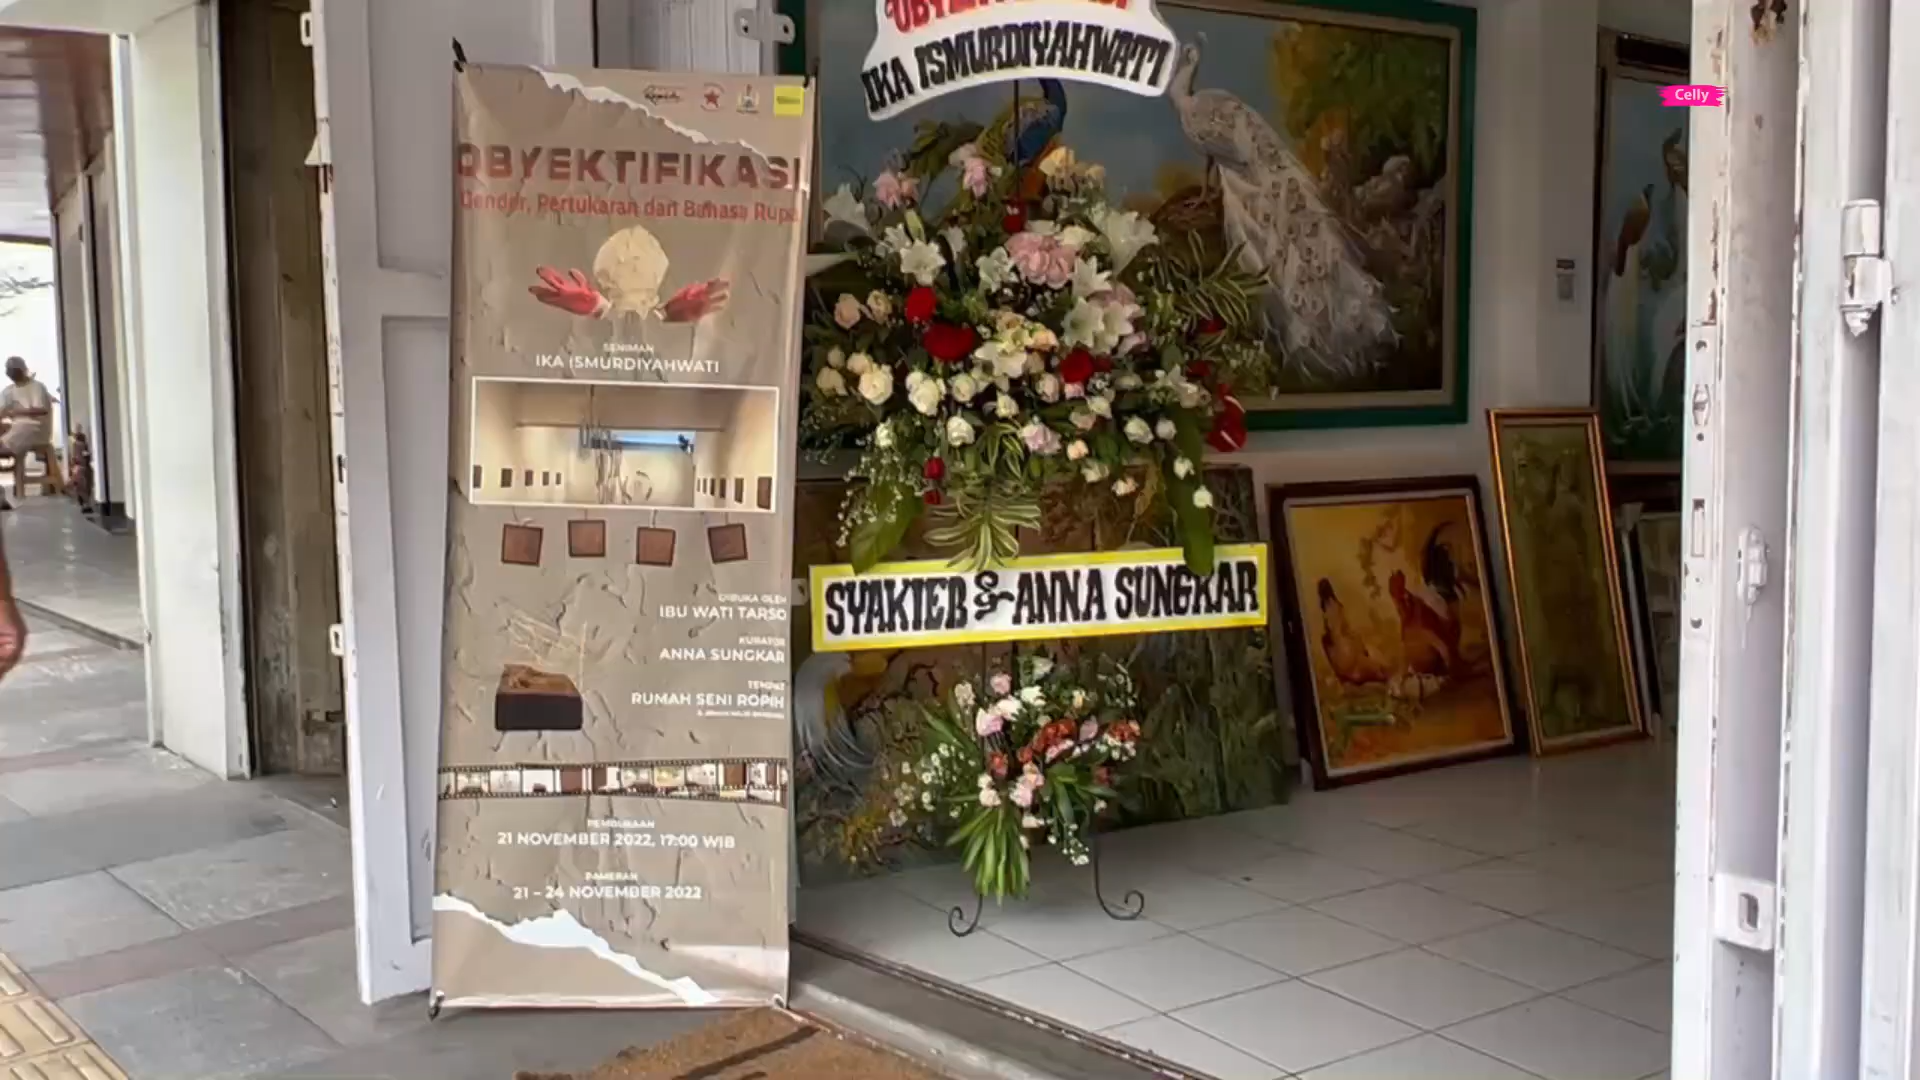 OBYEKTIFIKASI
Gender, Pertukaran dan Bahasa Rupa
SENIMAN
IKA ISMURDIYAHWATI
DIBUKA OLEH
IBU WATI TARSO
KURATOR
ANNA SUNGKAR
TEMPAT
RUMAH SENI ROPIH
PEMBUKAAN
21 NOVEMBER 2022, 17:00 WIB
PAMERAN
21 – 24 NOVEMBER 2022
IKA ISMURDIYAHWATI
SYAKIEB & ANNA SUNGKAR
Celly